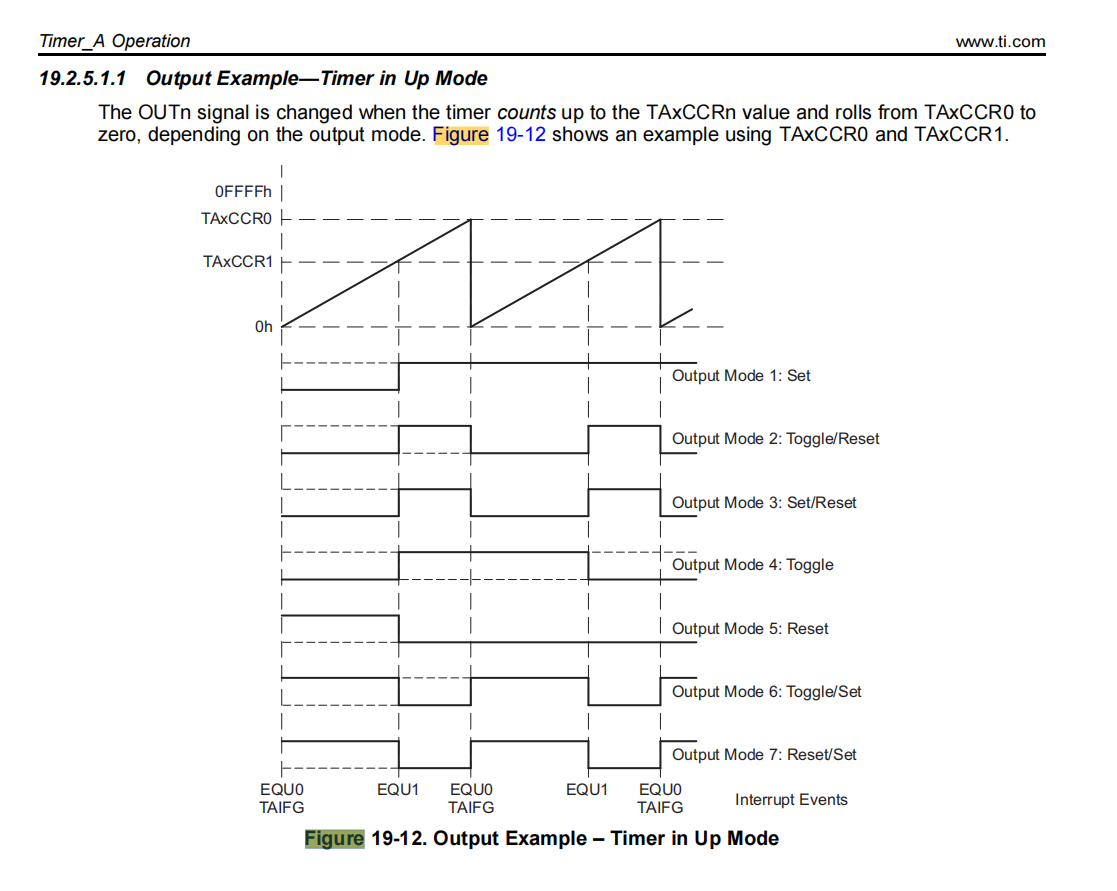 Timer_A Operation
www.ti.com
19.2.5.1.1 Output Example—Timer in Up Mode
The OUTn signal is changed when the timer counts up to the TAxCCRn value and rolls from TAxCCR0 to
zero, depending on the output mode. Figure 19-12 shows an example using TAxCCR0 and TAxCCR1.
0FFFFh
TAxCCR0
TAxCCR1
0h
Output Mode 1: Set
Output Mode 2: Toggle/Reset
Output Mode 3: Set/Reset
Output Mode 4: Toggle
Output Mode 5: Reset
Output Mode 6: Toggle/Set
Output Mode 7: Reset/Set
EQU0 EQU1 EQU0 EQU1 EQU0
TAIFG TAIFG TAIFG
Interrupt Events
Figure 19-12. Output Example – Timer in Up Mode